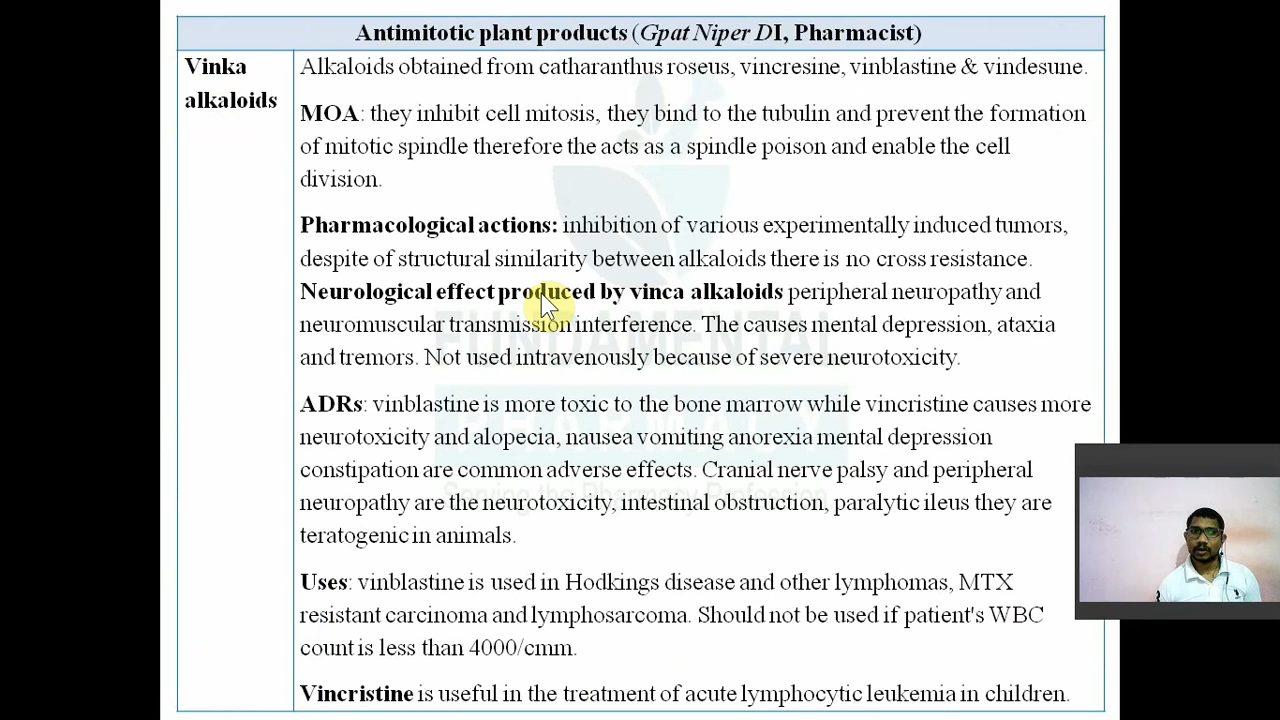 Antimitotic plant products (Gpat Niper DI, Pharmacist)
Vinka
alkaloids
Alkaloids obtained from catharanthus roseus, vincresine, vinblastine & vindesune.
MOA: they inhibit cell mitosis, they bind to the tubulin and prevent the formation
of mitotic spindle therefore the acts as a spindle poison and enable the cell
division.
Pharmacological actions: inhibition of various experimentally induced tumors,
despite of structural similarity between alkaloids there is no cross resistance.
Neurological effect produced by vinca alkaloids peripheral neuropathy and
neuromuscular transmission interference. The causes mental depression, ataxia
and tremors. Not used intravenously because of severe neurotoxicity.
ADRs: vinblastine is more toxic to the bone marrow while vincristine causes more
neurotoxicity and alopecia, nausea vomiting anorexia mental depression
constipation are common adverse effects. Cranial nerve palsy and peripheral
neuropathy are the neurotoxicity, intestinal obstruction, paralytic ileus they are
teratogenic in animals.
Uses: vinblastine is used in Hodkings disease and other lymphomas, MTX
resistant carcinoma and lymphosarcoma. Should not be used if patient's WBC
count is less than 4000/cmm.
Vincristine is useful in the treatment of acute lymphocytic leukemia in children.
FUNDAMENTAL
PHARMACY
Serving the Pharmacy Profession